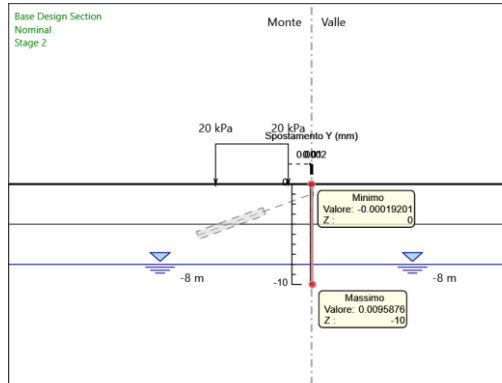 Base Design Section
Nominal
Stage 2
Monte
Valle
20 kPa
20 kPa
Spostamento Y (mm)
0
Minimo
Valore: -0.00019201
Z : 0
-8 m
-8 m
-10
Massimo
Valore: 0.0095876
Z : -10